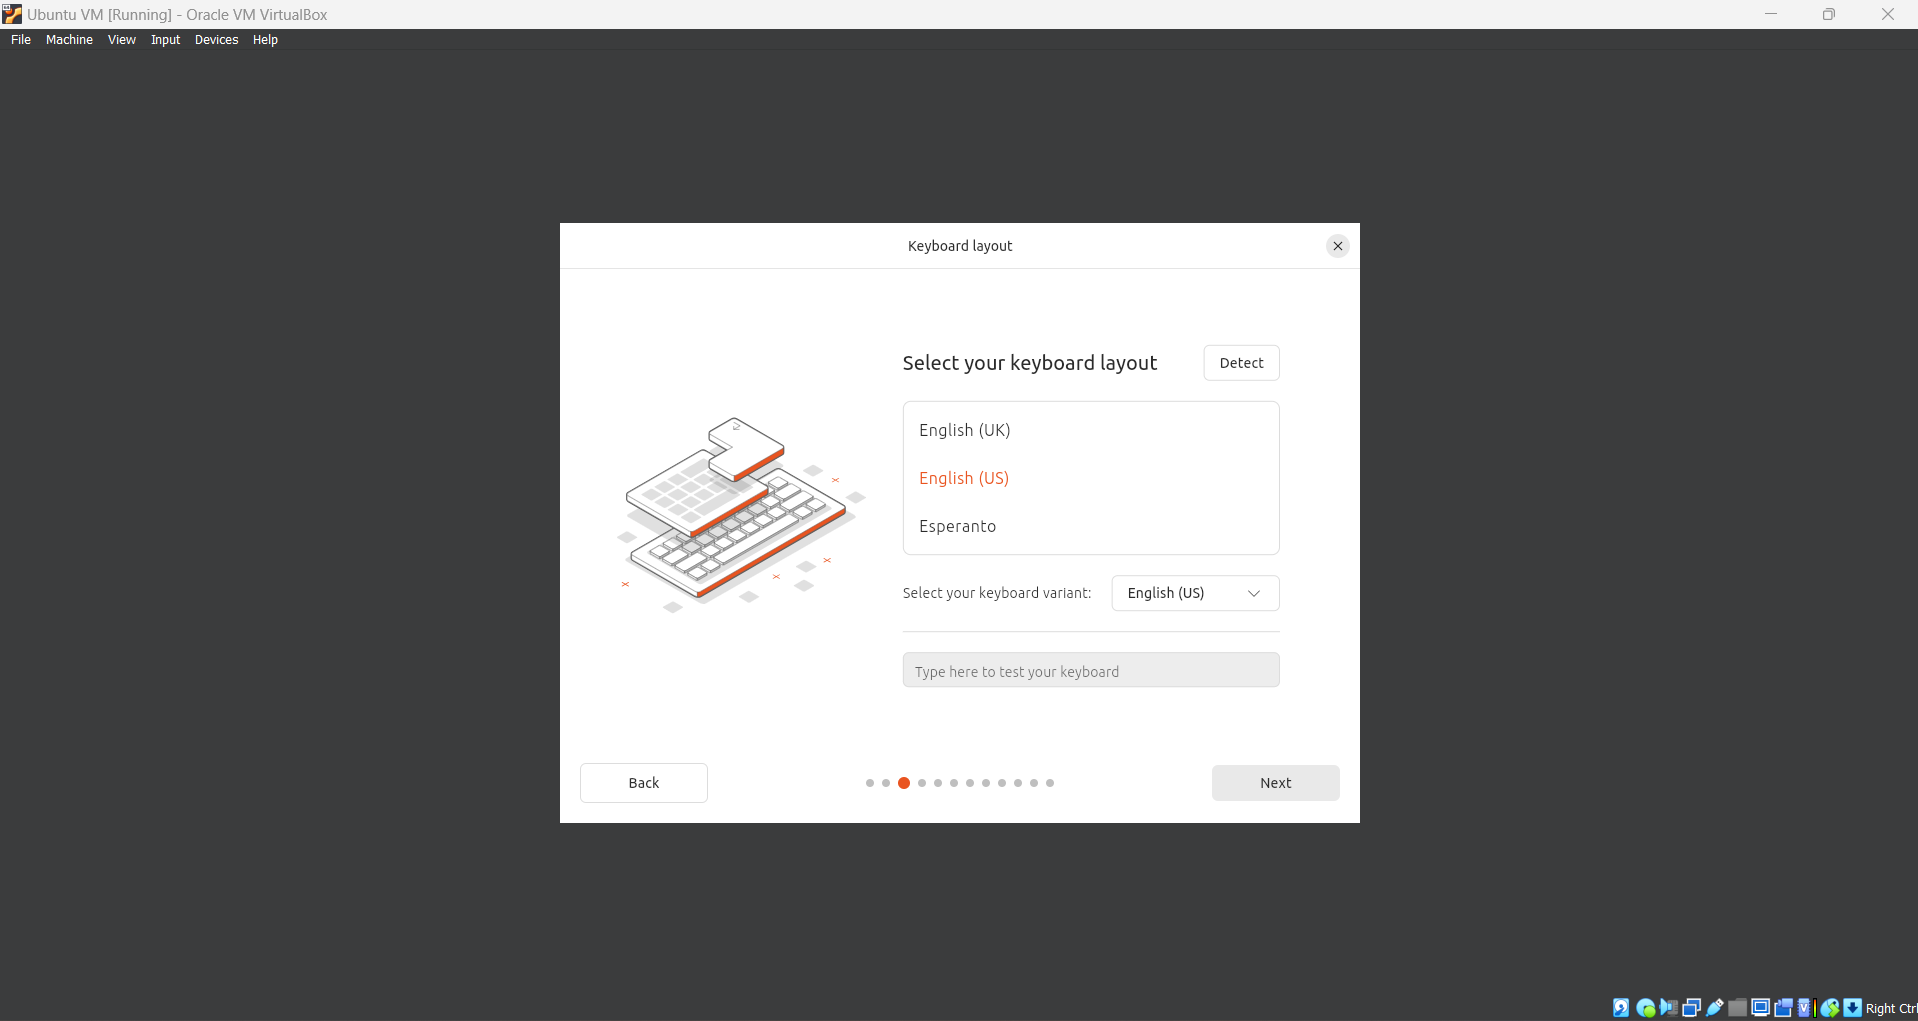 Ubuntu VM [Running] - Oracle VM VirtualBox
File Machine View Input Devices Help
Keyboard layout
Select your keyboard layout
Detect
English (UK)
English (US)
Esperanto
Select your keyboard variant:
English (US)
Type here to test your keyboard
Back
Next
Right Ctrl